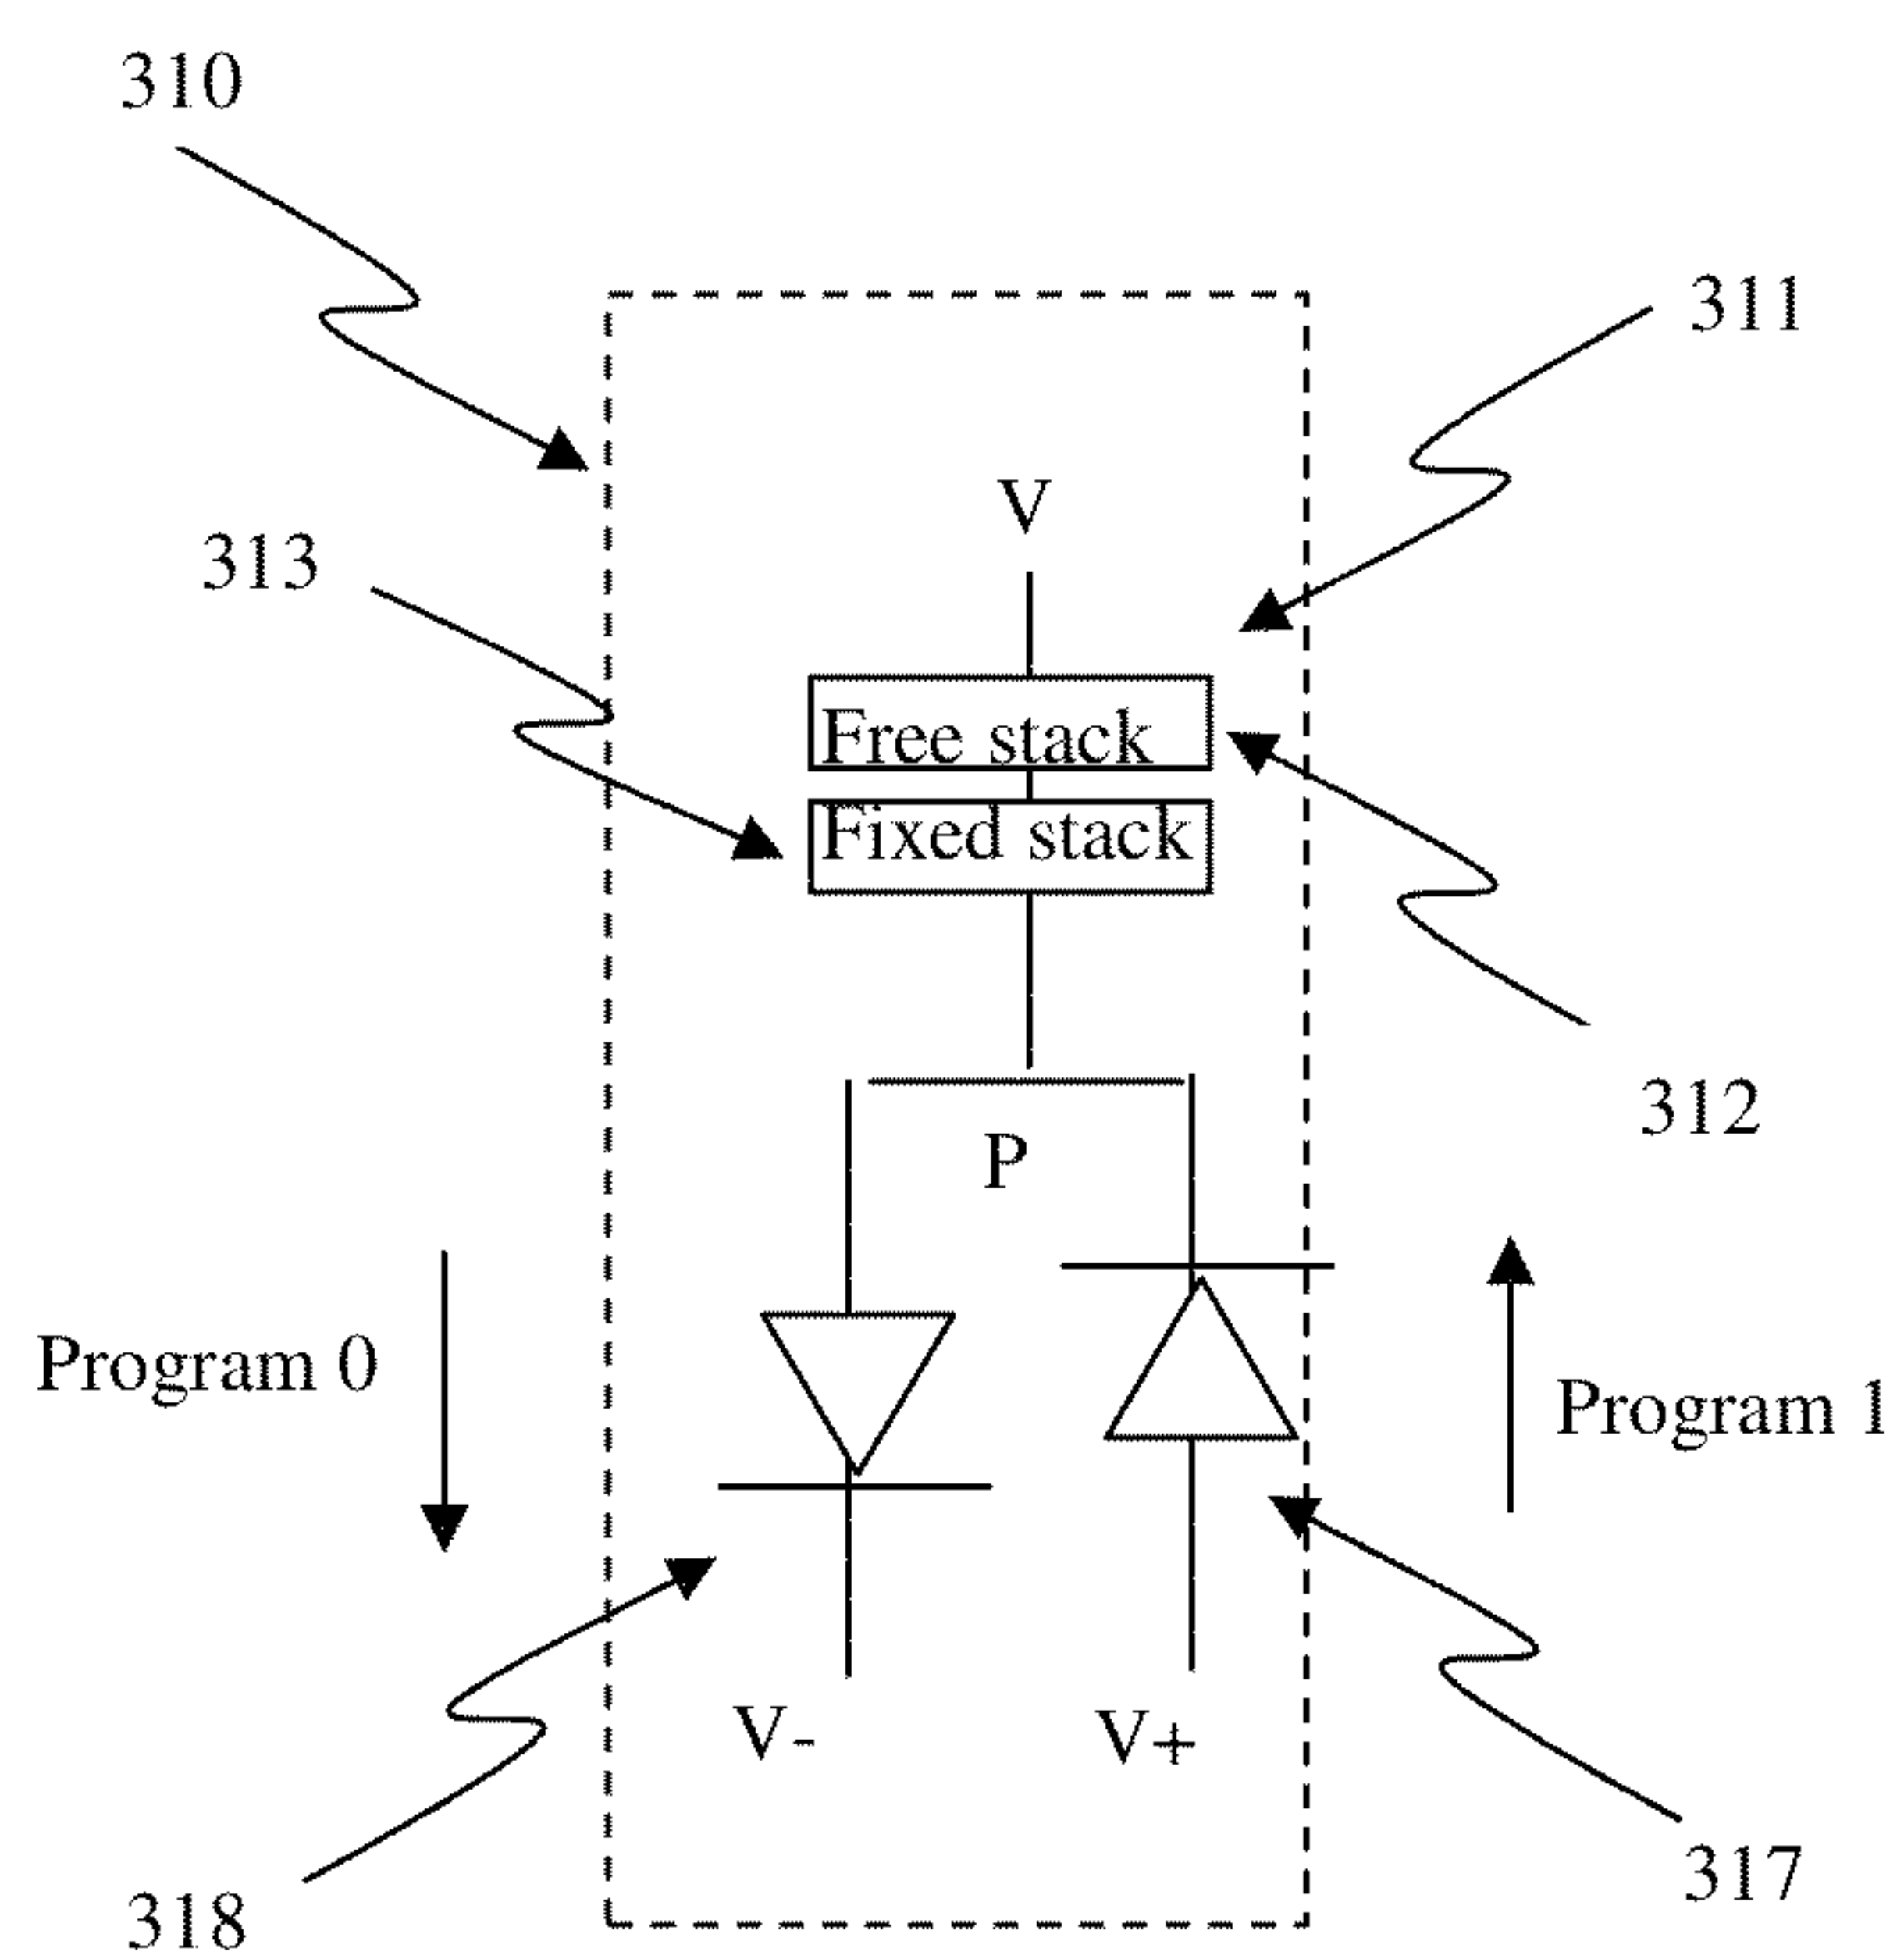 310
311
V
313
Free stack
Fixed stack
312
P
Program 0
Program 1
V-
V+
318
317